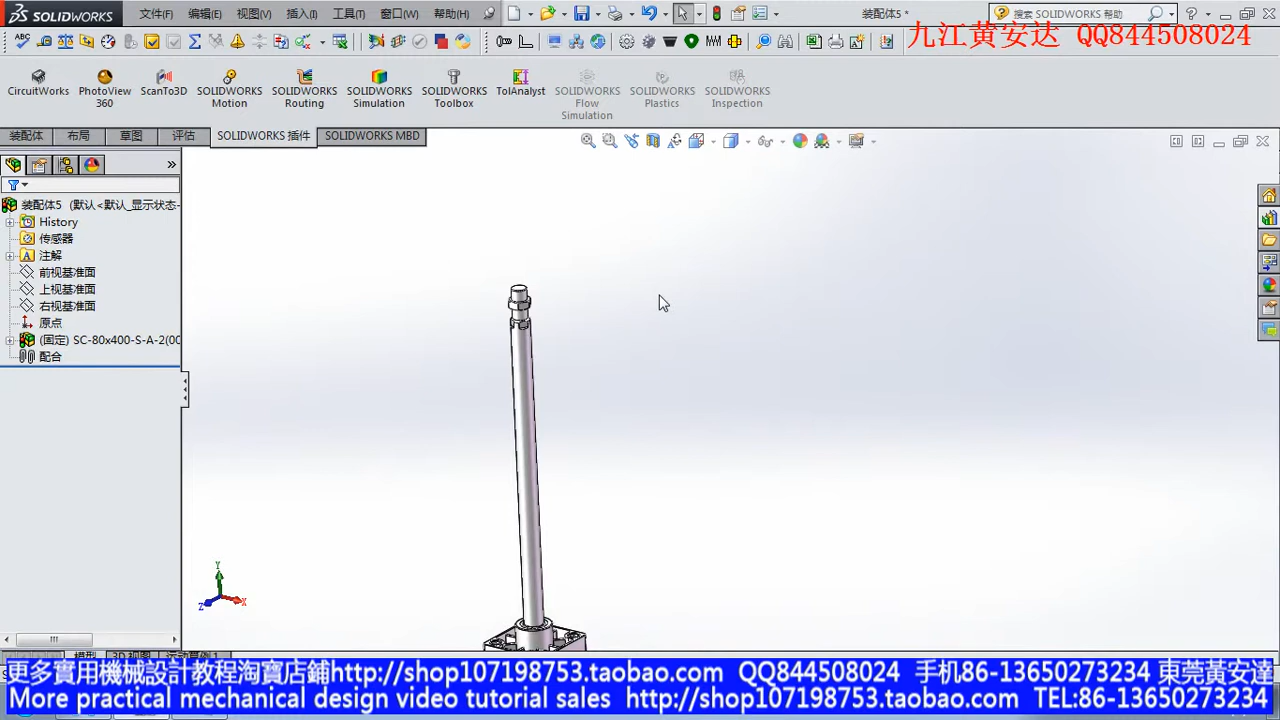 SOLIDWORKS 文件(F) 编辑(E) 视图(V) 插入(I) 工具(T) 窗口(W) 帮助(H) 装配体5 * 搜索 SOLIDWORKS 帮助
九江黄安达 QQ844508024
CircuitWorks
PhotoView 360
ScanTo3D
SOLIDWORKS Motion
SOLIDWORKS Routing
SOLIDWORKS Simulation
SOLIDWORKS Toolbox
TolAnalyst
SOLIDWORKS Flow Simulation
SOLIDWORKS Plastics
SOLIDWORKS Inspection
装配体 布局 草图 评估 SOLIDWORKS 插件 SOLIDWORKS MBD
装配体5 (默认<默认_显示状态-
History
传感器
注解
前视基准面
上视基准面
右视基准面
原点
(固定) SC-80x400-S-A-2(00
配合
Y
Z X
更多實用機械設計教程淘寶店鋪http://shop107198753.taobao.com QQ844508024 手机86-13650273234 東莞黃安達
More practical mechanical design video tutorial sales http://shop107198753.taobao.com TEL:86-13650273234